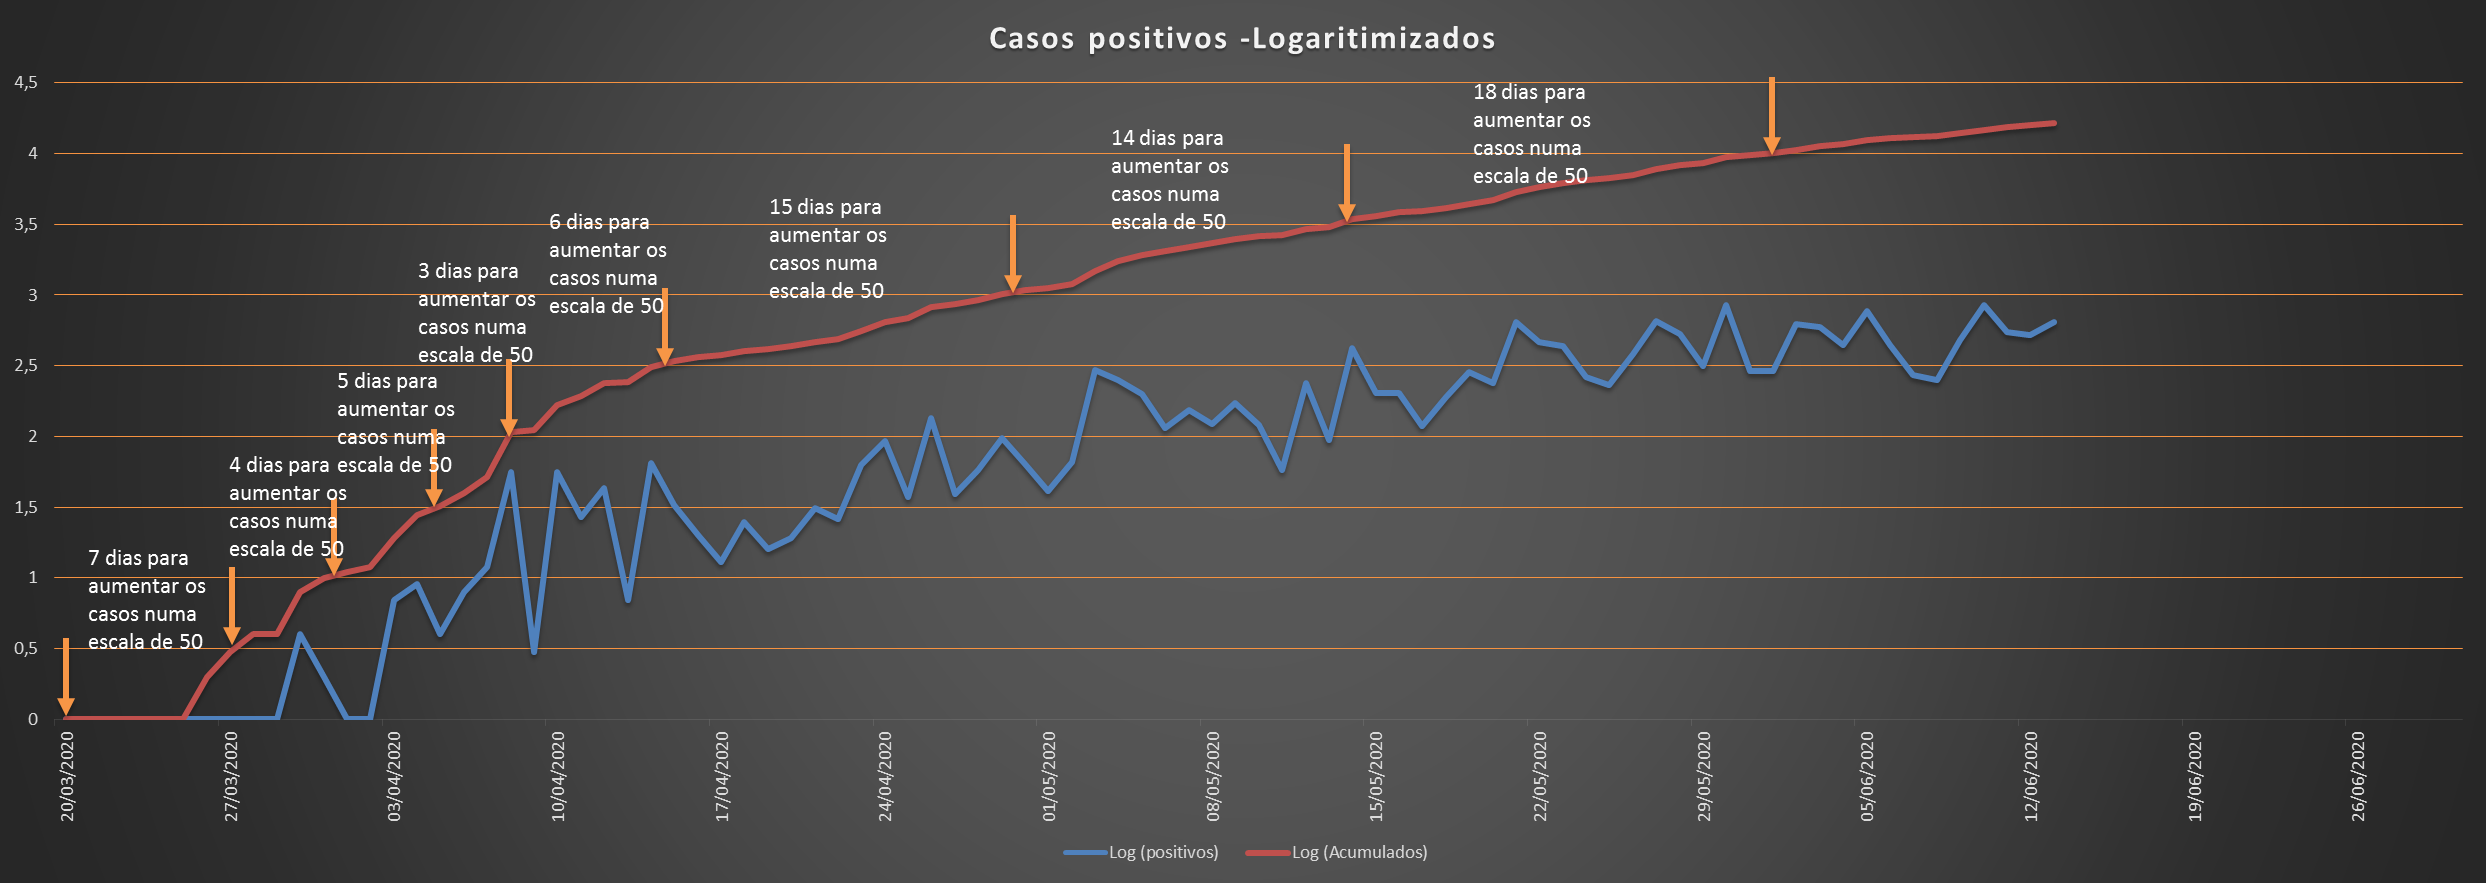 Casos positivos -Logaritimizados
4,5
4
3,5
3
2,5
2
1,5
1
0,5
0
7 dias para
aumentar os
casos numa
escala de 50
4 dias para
aumentar os
casos numa
escala de 50
5 dias para
aumentar os
casos numa
escala de 50
3 dias para
aumentar os
casos numa
escala de 50
6 dias para
aumentar os
casos numa
escala de 50
15 dias para
aumentar os
casos numa
escala de 50
14 dias para
aumentar os
casos numa
escala de 50
18 dias para
aumentar os
casos numa
escala de 50
20/03/2020
27/03/2020
03/04/2020
10/04/2020
17/04/2020
24/04/2020
01/05/2020
08/05/2020
15/05/2020
22/05/2020
29/05/2020
05/06/2020
12/06/2020
19/06/2020
26/06/2020
Log (positivos)
Log (Acumulados)